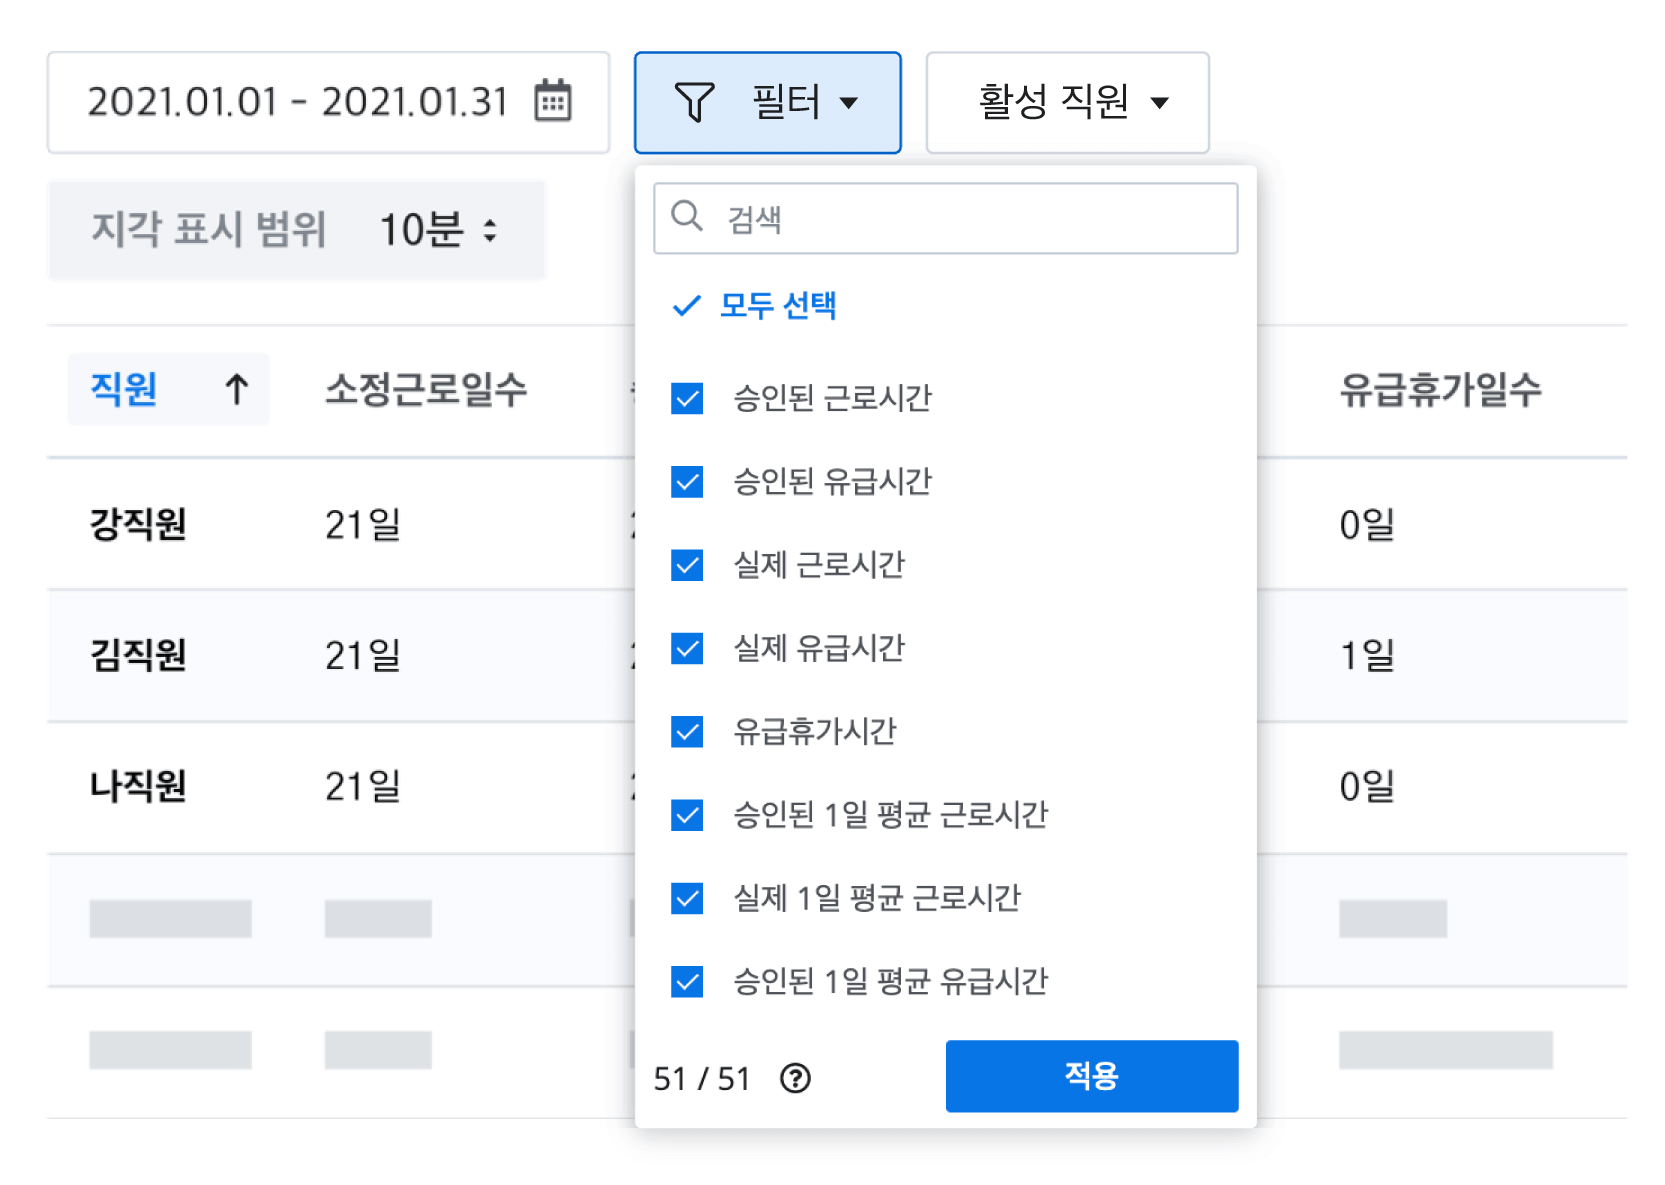 2021.01.01 - 2021.01.31
필터
활성 직원
지각 표시 범위 10분
검색
모두 선택
직원 소정근로일수 유급휴가일수
승인된 근로시간
승인된 유급시간
강직원 21일 0일
실제 근로시간
김직원 21일 1일
실제 유급시간
유급휴가시간
나직원 21일 0일
승인된 1일 평균 근로시간
실제 1일 평균 근로시간
승인된 1일 평균 유급시간
51 / 51
적용